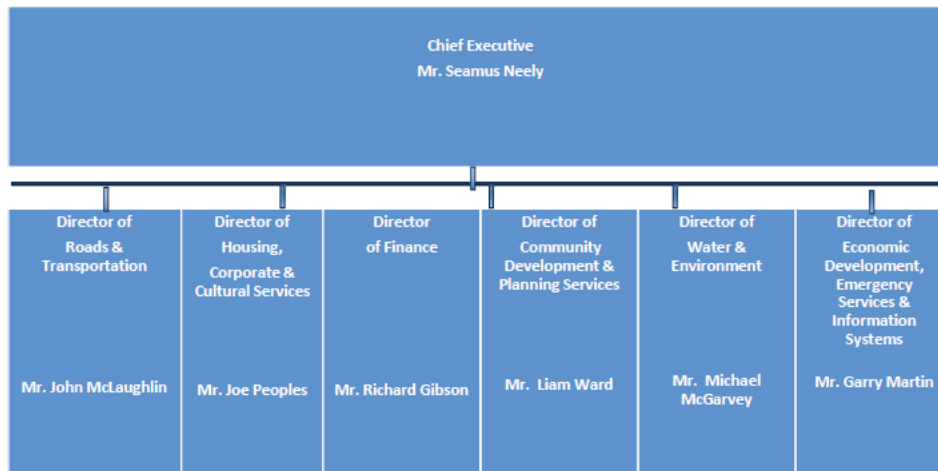 Chief Executive
Mr. Seamus Neely
Director of
Roads &
Transportation
Mr. John McLaughlin
Director of
Housing,
Corporate &
Cultural Services
Mr. Joe Peoples
Director
of Finance
Mr. Richard Gibson
Director of
Community
Development &
Planning Services
Mr. Liam Ward
Director of
Water &
Environment
Mr. Michael
McGarvey
Director of
Economic
Development,
Emergency
Services &
Information
Systems
Mr. Garry Martin